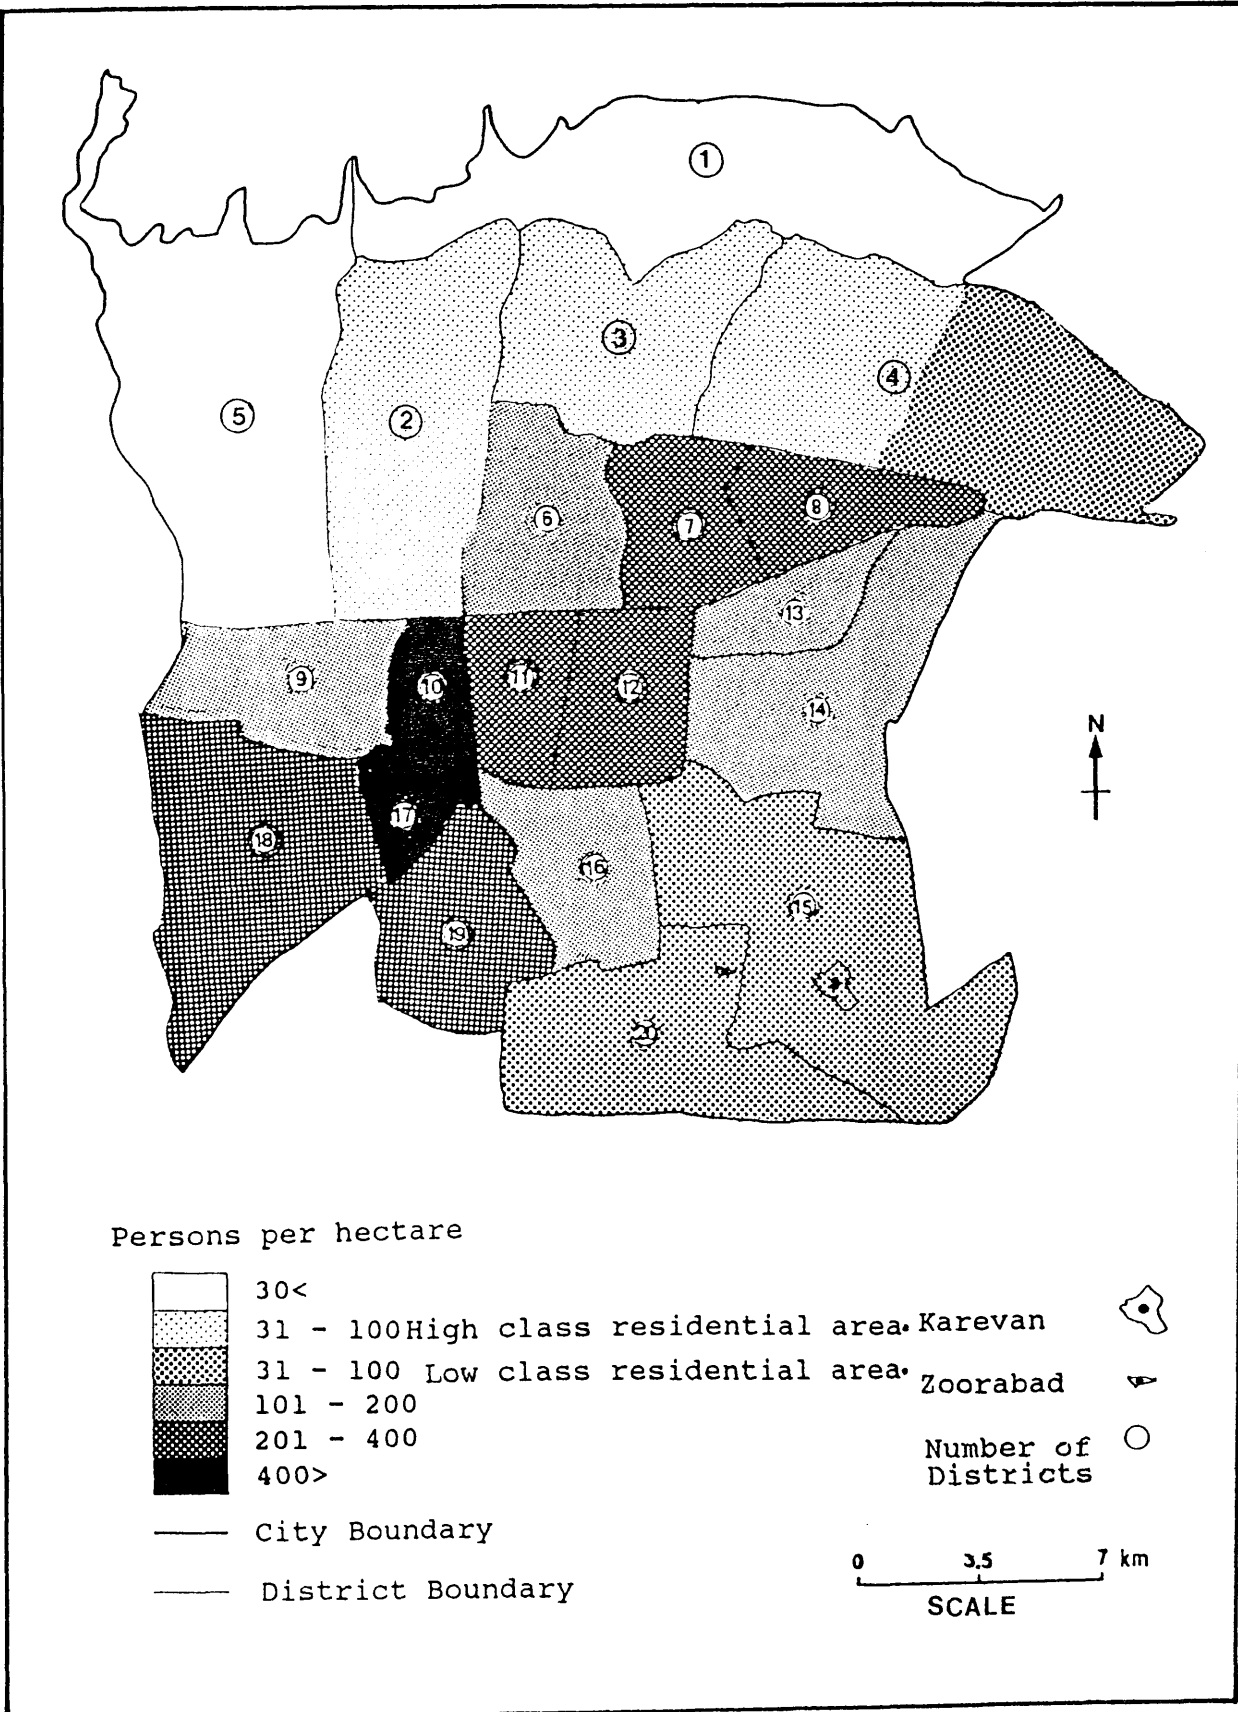 1
3
4
5
2
6
7
8
13
9
10
11
12
14
N
17
18
16
15
19
20
Persons per hectare
30<
31 - 100 High class residential area.
31 - 100 Low class residential area.
101 - 200
201 - 400
400>
City Boundary
District Boundary
Karevan
Zoorabad
Number of
Districts
0 3.5 7 km
SCALE